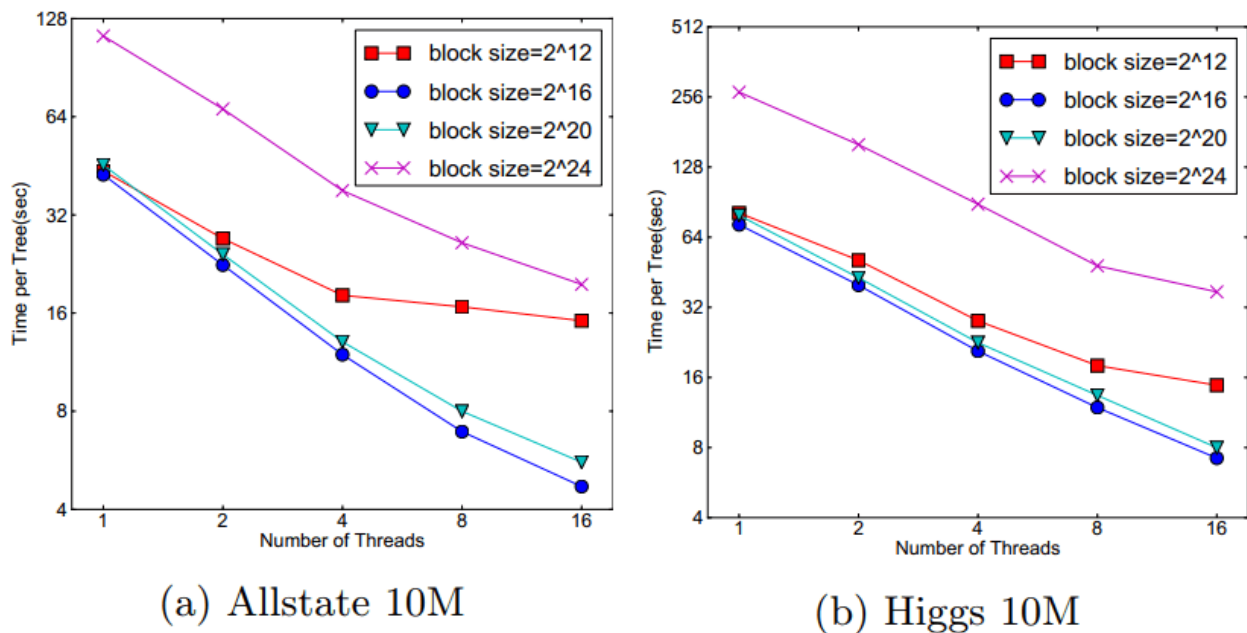 128
64
32
16
8
4
Time per Tree(sec)
block size=2^12
block size=2^16
block size=2^20
block size=2^24
1 2 4 8 16
Number of Threads
(a) Allstate 10M
512
256
128
64
32
16
8
4
Time per Tree(sec)
block size=2^12
block size=2^16
block size=2^20
block size=2^24
1 2 4 8 16
Number of Threads
(b) Higgs 10M